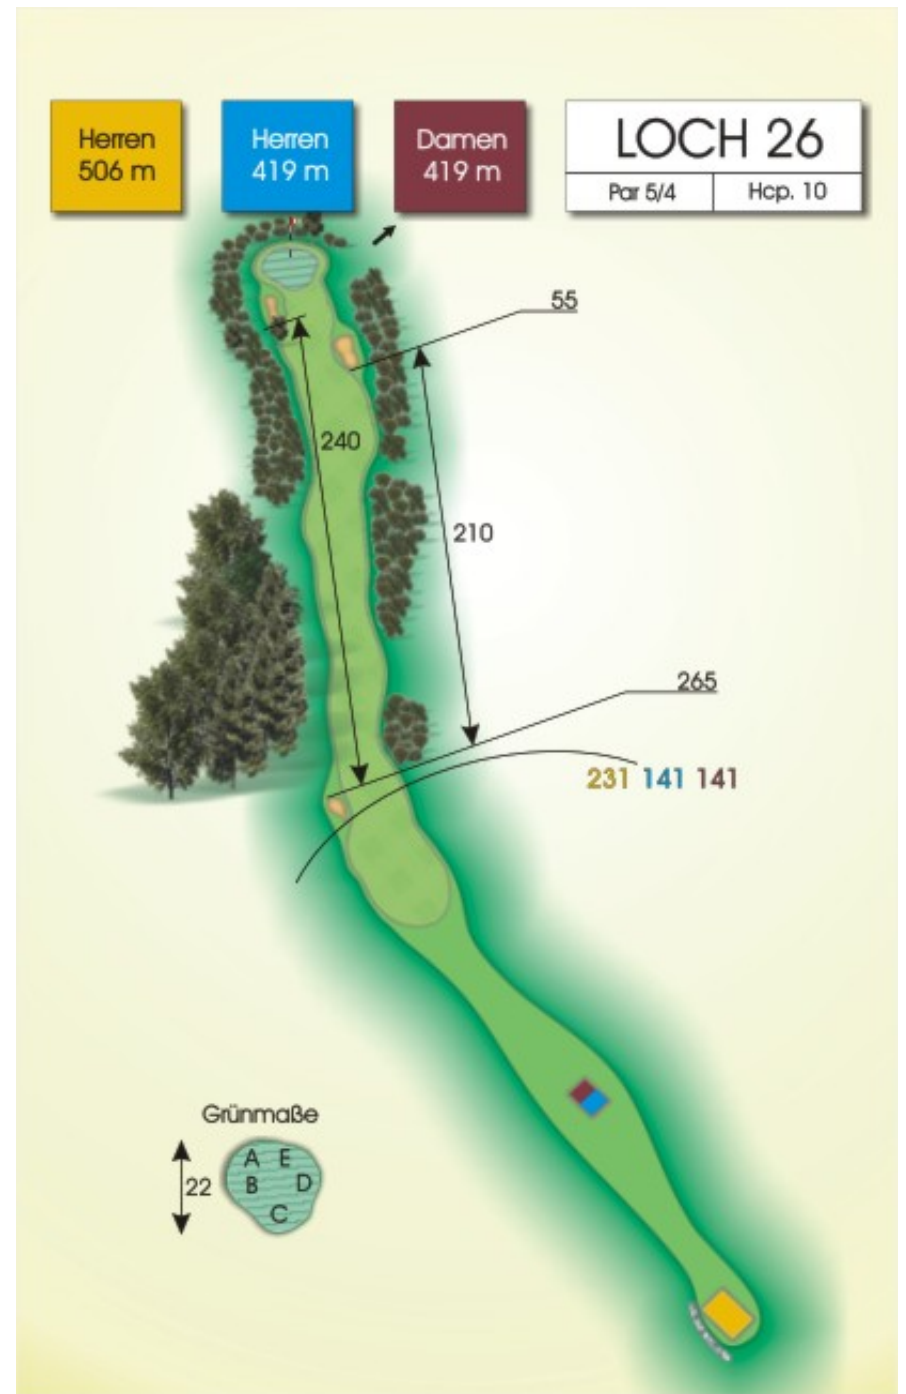 Herren
506 m
Herren
419 m
Damen
419 m
LOCH 26
Par 5/4
Hcp. 10
55
240
210
265
231 141 141
Grünmaße
22
A E
B D
C